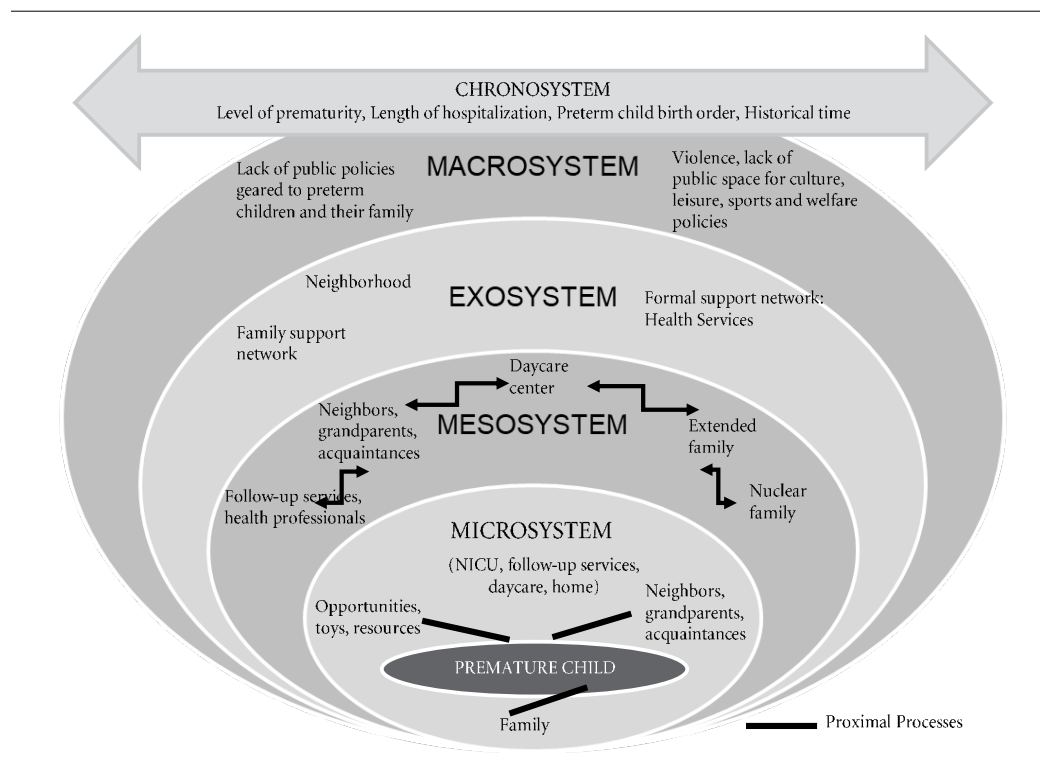 CHRONOSYSTEM
Level of prematurity, Length of hospitalization, Preterm child birth order, Historical time
MACROSYSTEM
Lack of public policies
geared to preterm
children and their family
Violence, lack of
public space for culture,
leisure, sports and welfare
policies
EXOSYSTEM
Neighborhood
Family support
network
Formal support network:
Health Services
Daycare
center
MESOSYSTEM
Neighbors,
grandparents,
acquaintances
Extended
family
Follow-up services,
health professionals
Nuclear
family
MICROSYSTEM
(NICU, follow-up services,
daycare, home)
Opportunities,
toys, resources
Neighbors,
grandparents,
acquaintances
PREMATURE CHILD
Family
Proximal Processes